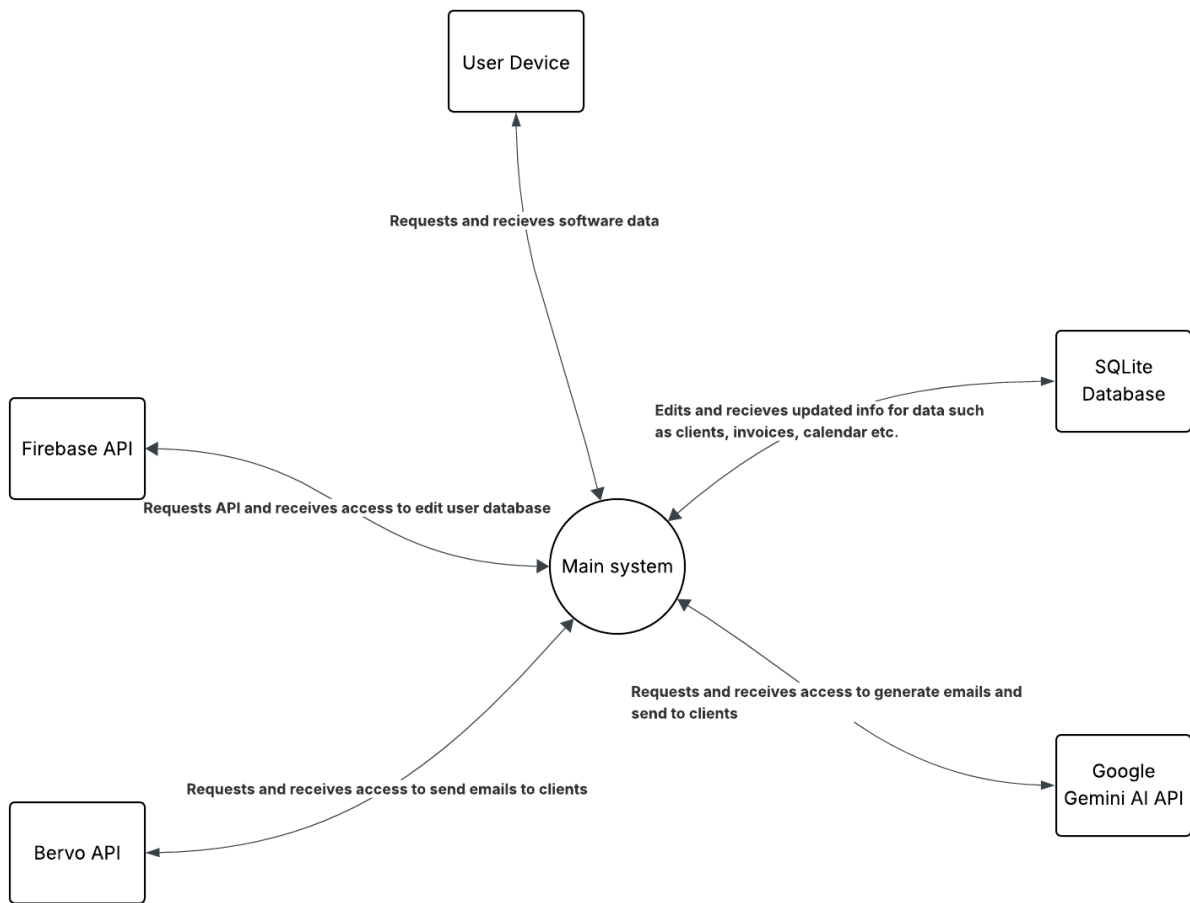 User Device
Requests and recieves software data
SQLite
Database
Edits and recieves updated info for data such
as clients, invoices, calendar etc.
Firebase API
Requests API and receives access to edit user database
Main system
Requests and receives access to generate emails and
send to clients
Google
Gemini AI API
Requests and receives access to send emails to clients
Bervo API